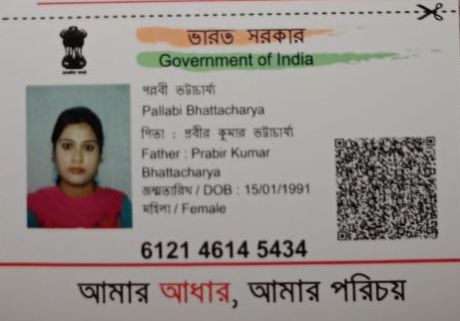 ভারত সরকার
Government of India
পল্লবী ভট্টাচার্য্য
Pallabi Bhattacharya
পিতা : প্রবীর কুমার ভট্টাচার্য্য
Father : Prabir Kumar
Bhattacharya
জন্মতারিখ / DOB : 15/01/1991
মহিলা / Female
6121 4614 5434
আমার আধার, আমার পরিচয়